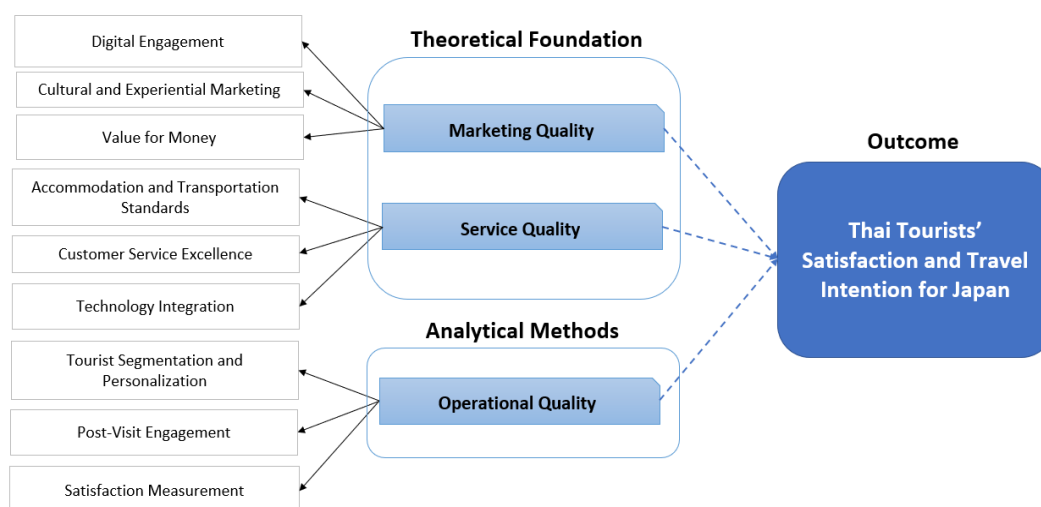 Digital Engagement
Cultural and Experiential Marketing
Value for Money
Accommodation and Transportation
Standards
Customer Service Excellence
Technology Integration
Tourist Segmentation and
Personalization
Post-Visit Engagement
Satisfaction Measurement
Theoretical Foundation
Marketing Quality
Service Quality
Analytical Methods
Operational Quality
Outcome
Thai Tourists’
Satisfaction and Travel
Intention for Japan